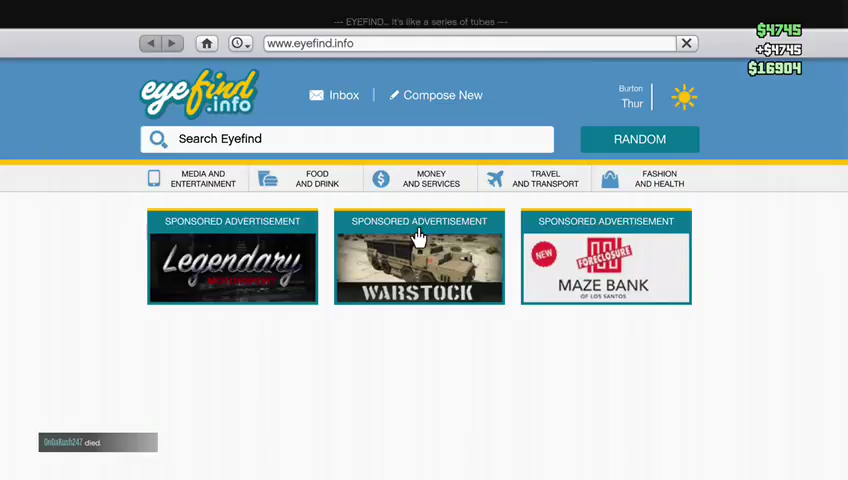 --- EYEFIND... It's like a series of tubes ---
$4745
+$4745
$16904
www.eyefind.info
eyefind
.info
Inbox
Compose New
Burton
Thur
Search Eyefind
RANDOM
MEDIA AND
ENTERTAINMENT
FOOD
AND DRINK
MONEY
AND SERVICES
TRAVEL
AND TRANSPORT
FASHION
AND HEALTH
SPONSORED ADVERTISEMENT
Legendary
MOTORSPORT
SPONSORED ADVERTISEMENT
WARSTOCK
SPONSORED ADVERTISEMENT
NEW
FORECLOSURE
MAZE BANK
OF LOS SANTOS
OnDaRush247 died.